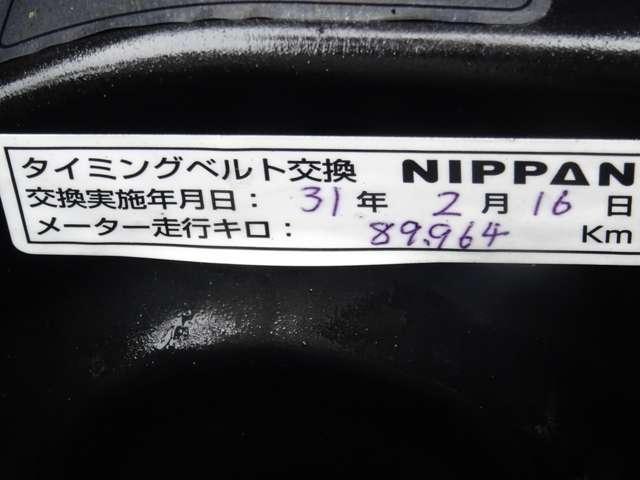 タイミングベルト交換 NIPPAN
交換実施年月日： 31 年 2 月 16 日
メーター走行キロ： 89.964 Km